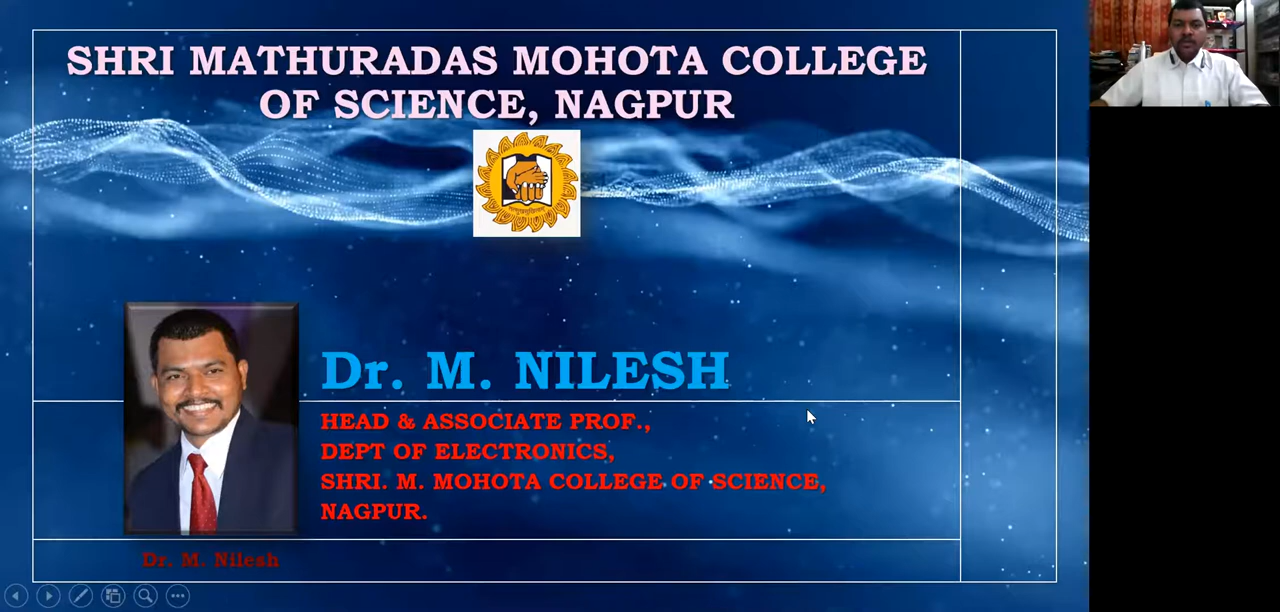 SHRI MATHURADAS MOHOTA COLLEGE
OF SCIENCE, NAGPUR
Dr. M. NILESH
HEAD & ASSOCIATE PROF.,
DEPT OF ELECTRONICS,
SHRI. M. MOHOTA COLLEGE OF SCIENCE,
NAGPUR.
Dr. M. Nilesh